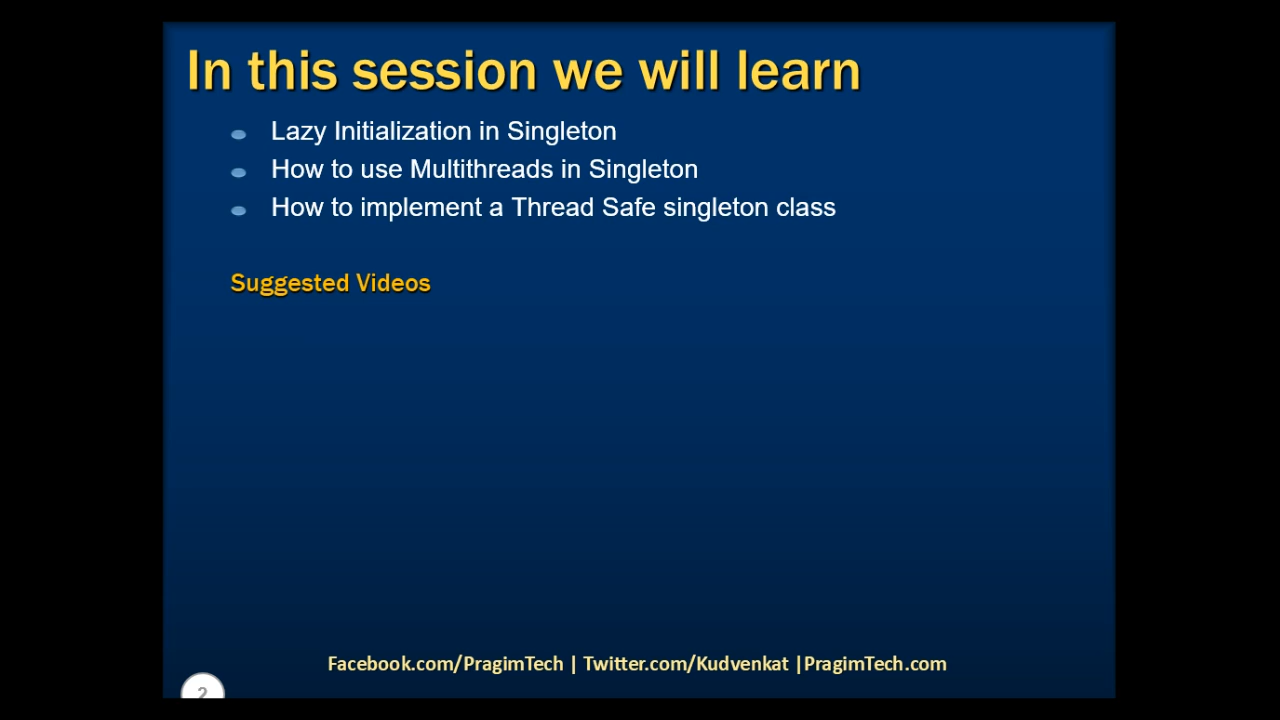 In this session we will learn
Lazy Initialization in Singleton
How to use Multithreads in Singleton
How to implement a Thread Safe singleton class
Suggested Videos
Facebook.com/PragimTech | Twitter.com/Kudvenkat |PragimTech.com
2